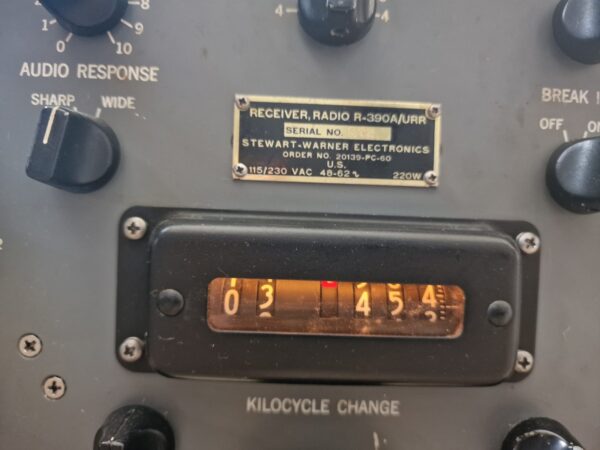 8
1
0 10
AUDIO RESPONSE
4 4
SHARP WIDE
RECEIVER, RADIO R-390A/URR
SERIAL NO.
STEWART-WARNER ELECTRONICS
ORDER NO. 20139-PC-60
U.S.
115/230 VAC 48-62~ 220W
BREAK
OFF
0 3 4 5 4
KILOCYCLE CHANGE